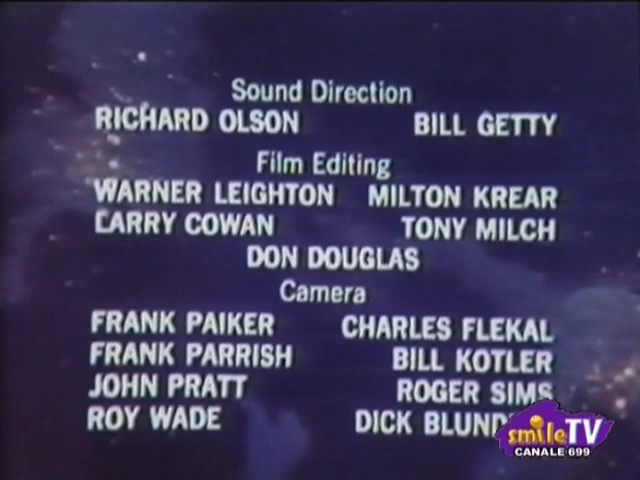 Sound Direction
RICHARD OLSON BILL GETTY
Film Editing
WARNER LEIGHTON MILTON KREAR
LARRY COWAN TONY MILCH
DON DOUGLAS
Camera
FRANK PAIKER CHARLES FLEKAL
FRANK PARRISH BILL KOTLER
JOHN PRATT ROGER SIMS
ROY WADE DICK
smileTV
CANALE 699